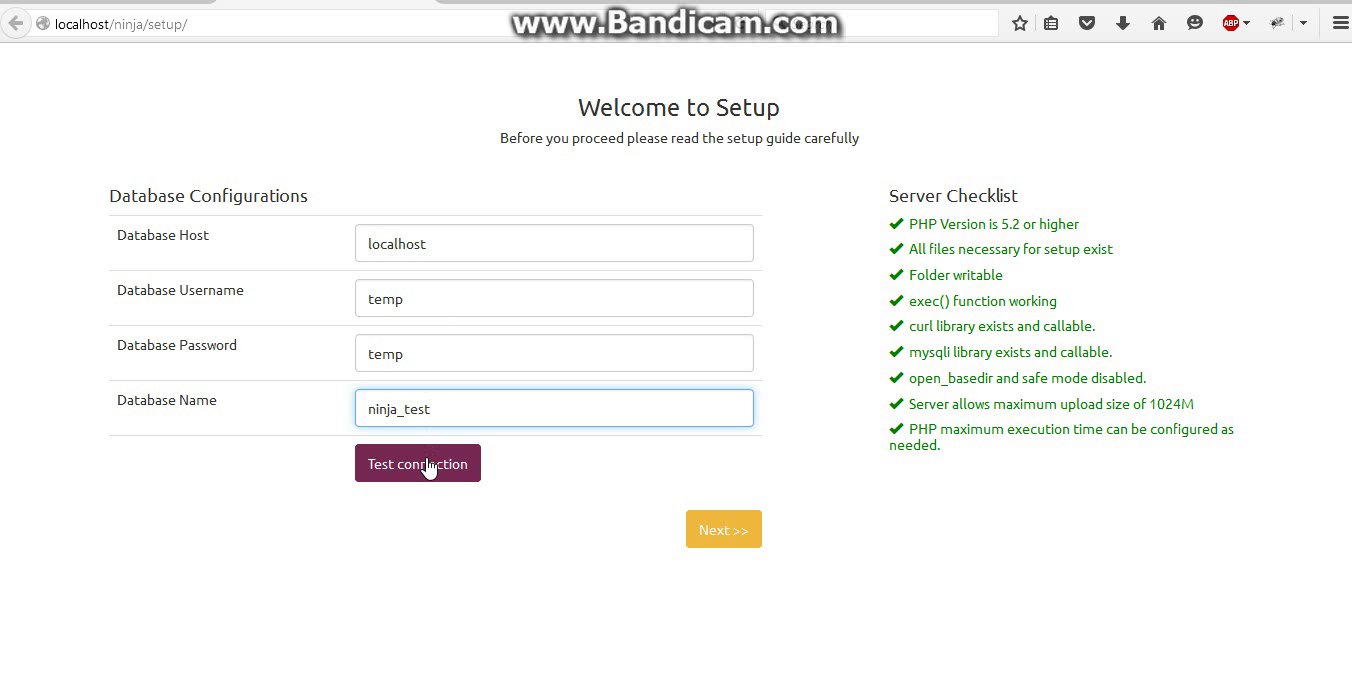 localhost/ninja/setup/
www.Bandicam.com
ABP
Welcome to Setup
Before you proceed please read the setup guide carefully
Database Configurations
Database Host
localhost
Database Username
temp
Database Password
temp
Database Name
ninja_test
Test connection
Next >>
Server Checklist
PHP Version is 5.2 or higher
All files necessary for setup exist
Folder writable
exec() function working
curl library exists and callable.
mysqli library exists and callable.
open_basedir and safe mode disabled.
Server allows maximum upload size of 1024M
PHP maximum execution time can be configured as
needed.